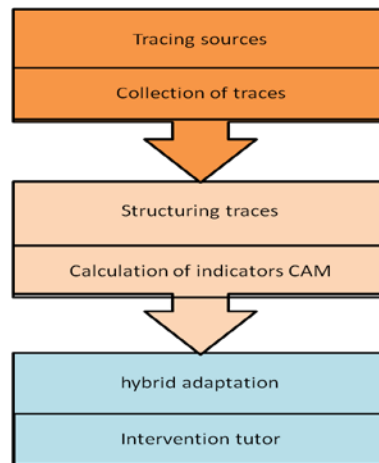 Tracing sources
Collection of traces
Structuring traces
Calculation of indicators CAM
hybrid adaptation
Intervention tutor